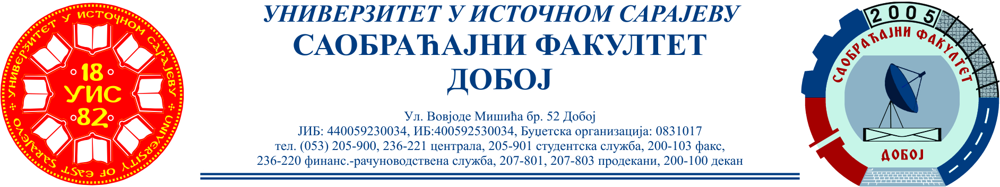 УНИВЕРЗИТЕТ У ИСТОЧНОМ САРАЈЕВУ
UNIVERSITY OF EAST SARAJEVO
18
УИС
82
УНИВЕРЗИТЕТ У ИСТОЧНОМ САРАЈЕВУ
САОБРАЋАЈНИ ФАКУЛТЕТ
ДОБОЈ
Ул. Вовјоде Мишића бр. 52 Добој
ЈИБ: 440059230034, ИБ:400592530034, Буџетска организација: 0831017
тел. (053) 205-900, 236-221 централа, 205-901 студентска служба, 200-103 факс,
236-220 финанс.-рачуноводствена служба, 207-801, 207-803 продекани, 200-100 декан
2005
САОБРАЋАЈНИ ФАКУЛТЕТ
ДОБОЈ